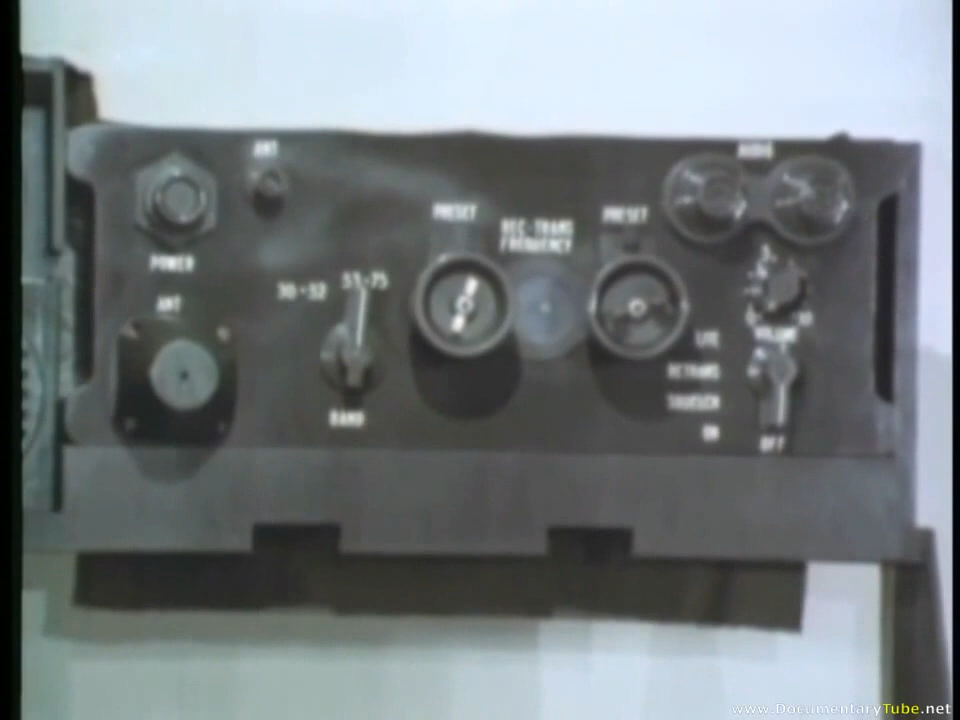 ANT
AUDIO
PRESET
REC-TRANS
FREQUENCY
PRESET
POWER
30-52
53-75
ANT
VOLUME
LITE
RETRANS
SQUELCH
BAND
ON
OFF
www.DocumentaryTube.net